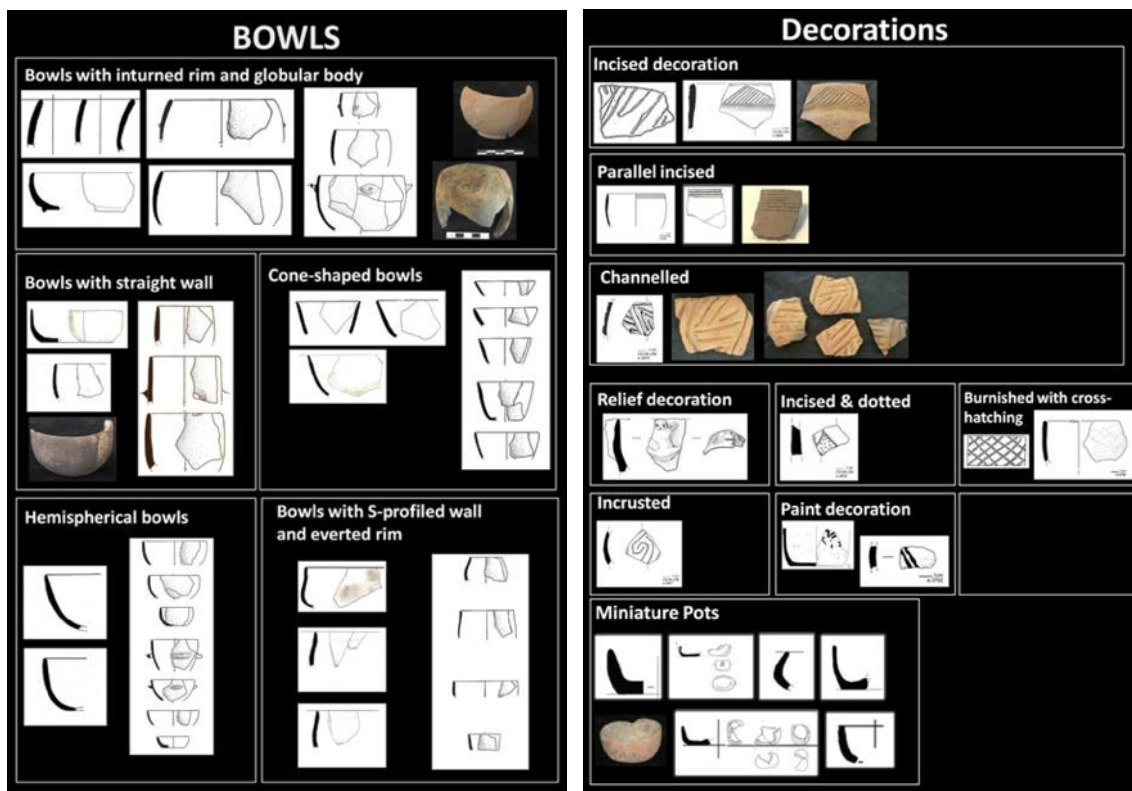 BOWLS
Bowls with inturned rim and globular body
Bowls with straight wall
Cone-shaped bowls
Hemispherical bowls
Bowls with S-profiled wall
and everted rim
Decorations
Incised decoration
Parallel incised
Channelled
Relief decoration
Incised & dotted
Burnished with cross-
hatching
Incrusted
Paint decoration
Miniature Pots